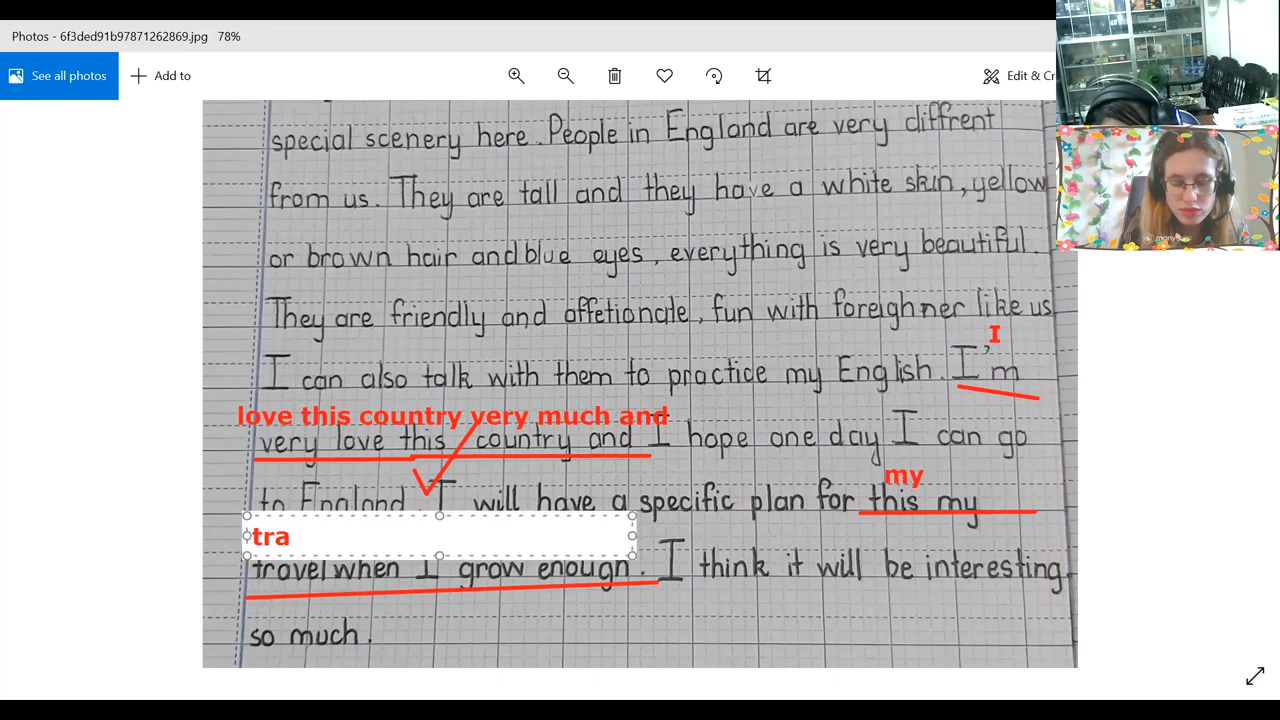 Photos - 6f3ded91b97871262869.jpg 78%
See all photos
Add to
Edit & Cr
special scenery here. People in England are very diffrent
from us. They are tall and they have a white skin, yellow
or brown hair and blue eyes, everything is very beautiful.
They are friendly and affetionate, fun with foreighner like us
I
I can also talk with them to practice my English. I'm
love this country very much and
very love this country and I hope one day I can go
my
to England. I will have a specific plan for this my
tra
travel when I grow enough. I think it will be interesting
so much.